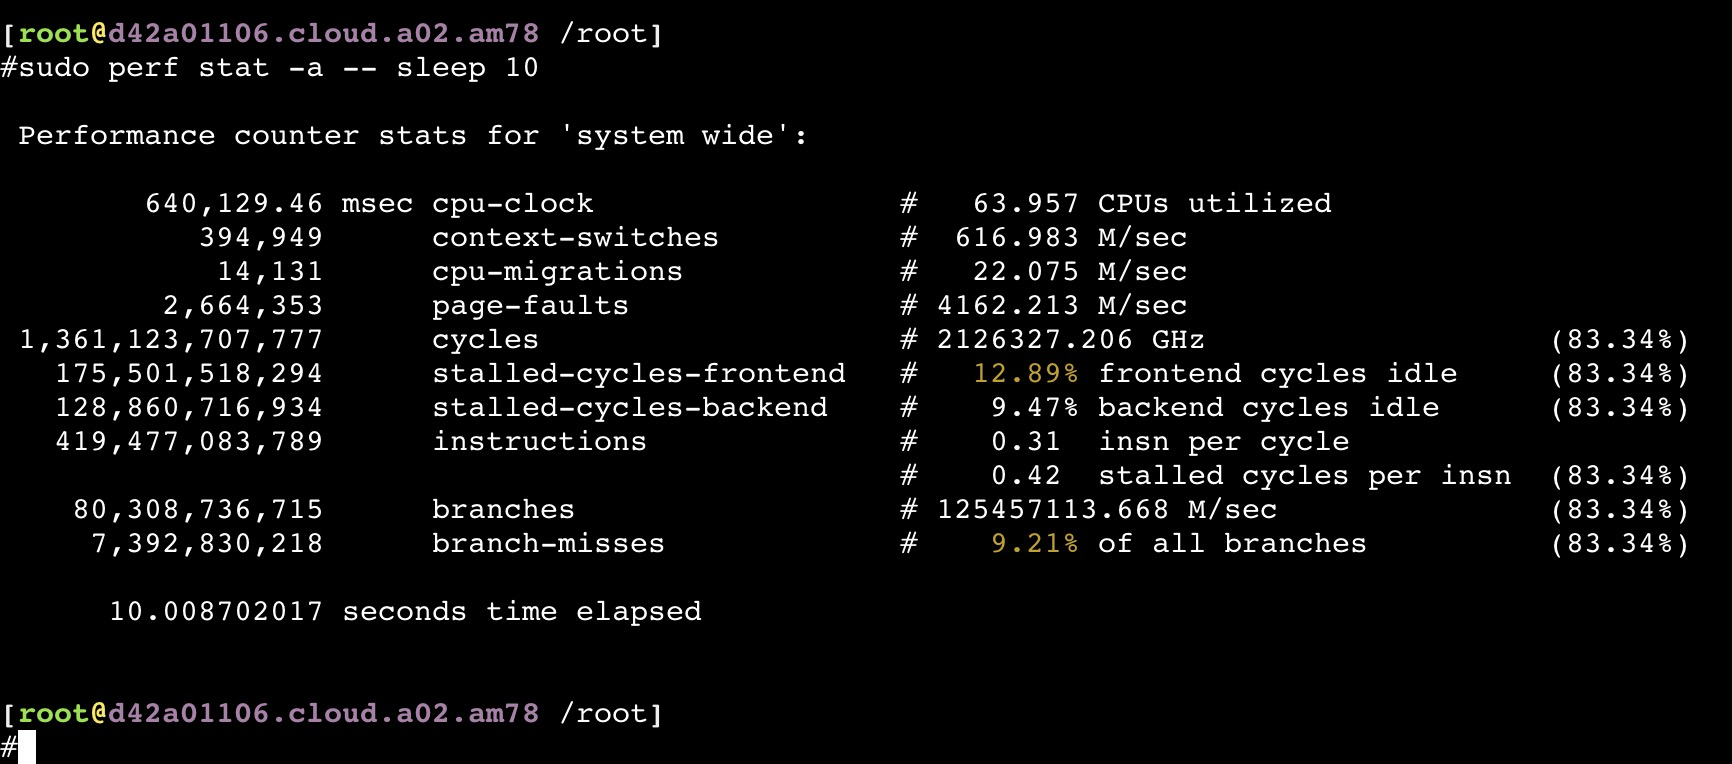 [root@d42a01106.cloud.a02.am78 /root]
#sudo perf stat -a -- sleep 10
Performance counter stats for 'system wide':
640,129.46 msec cpu-clock # 63.957 CPUs utilized
394,949 context-switches # 616.983 M/sec
14,131 cpu-migrations # 22.075 M/sec
2,664,353 page-faults # 4162.213 M/sec
1,361,123,707,777 cycles # 2126327.206 GHz (83.34%)
175,501,518,294 stalled-cycles-frontend # 12.89% frontend cycles idle (83.34%)
128,860,716,934 stalled-cycles-backend # 9.47% backend cycles idle (83.34%)
419,477,083,789 instructions # 0.31 insn per cycle
# 0.42 stalled cycles per insn (83.34%)
80,308,736,715 branches # 125457113.668 M/sec (83.34%)
7,392,830,218 branch-misses # 9.21% of all branches (83.34%)
10.008702017 seconds time elapsed
[root@d42a01106.cloud.a02.am78 /root]
#